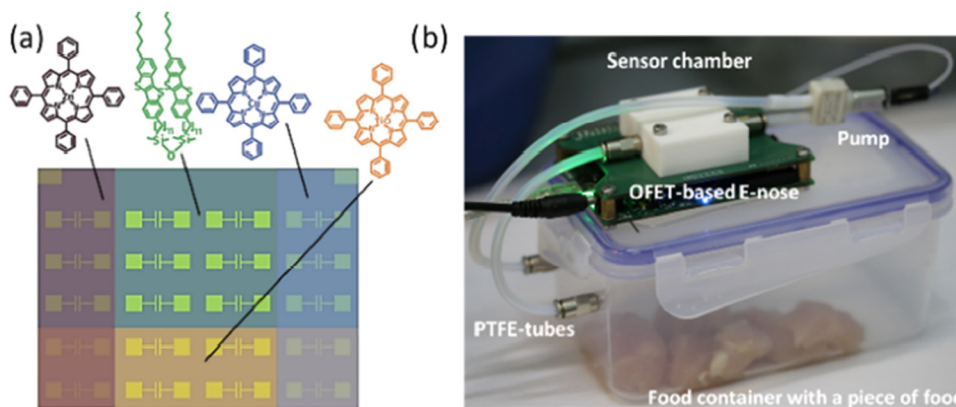 (a)
(b)
Sensor chamber
Pump
OFET-based E-nose
PTFE-tubes
Food container with a piece of food